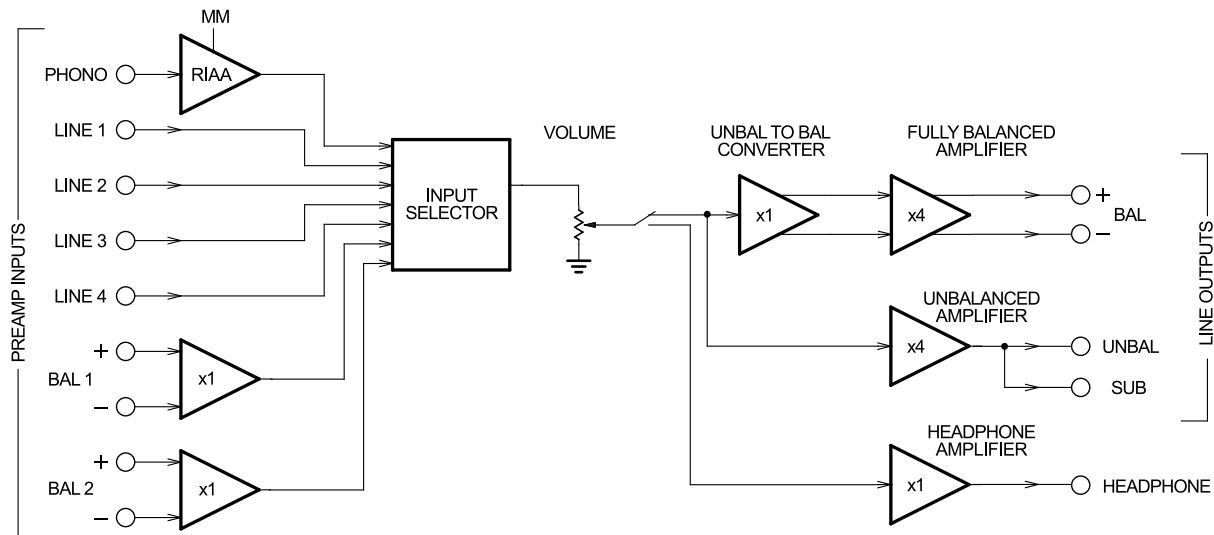 MM
PHONO
RIAA
LINE 1
LINE 2
LINE 3
LINE 4
+
BAL 1
−
x1
+
BAL 2
−
x1
PREAMP INPUTS
INPUT
SELECTOR
VOLUME
UNBAL TO BAL
CONVERTER
x1
FULLY BALANCED
AMPLIFIER
x4
+
BAL
−
UNBALANCED
AMPLIFIER
x4
UNBAL
SUB
LINE OUTPUTS
HEADPHONE
AMPLIFIER
x1
HEADPHONE